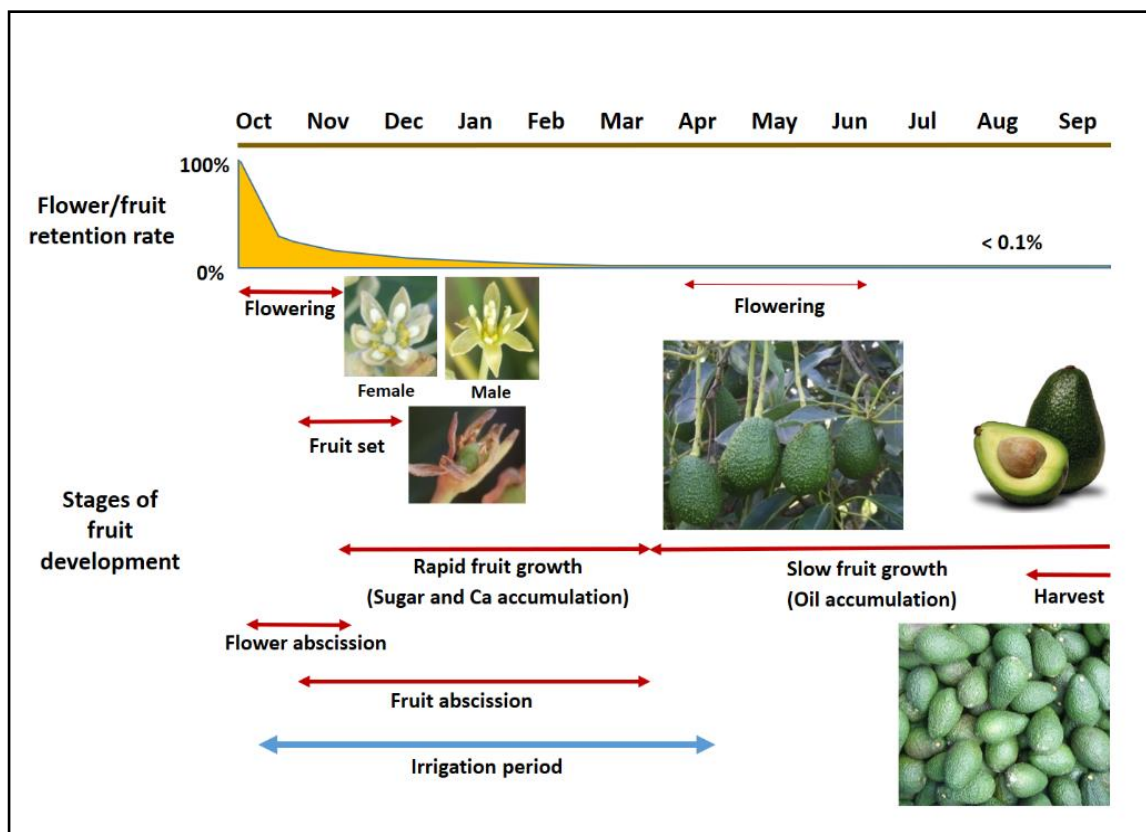 Oct Nov Dec Jan Feb Mar Apr May Jun Jul Aug Sep
100%
Flower/fruit
retention rate
< 0.1%
0%
Flowering
Flowering
Female
Male
Fruit set
Stages of
fruit
development
Rapid fruit growth
(Sugar and Ca accumulation)
Slow fruit growth
(Oil accumulation)
Harvest
Flower abscission
Fruit abscission
Irrigation period